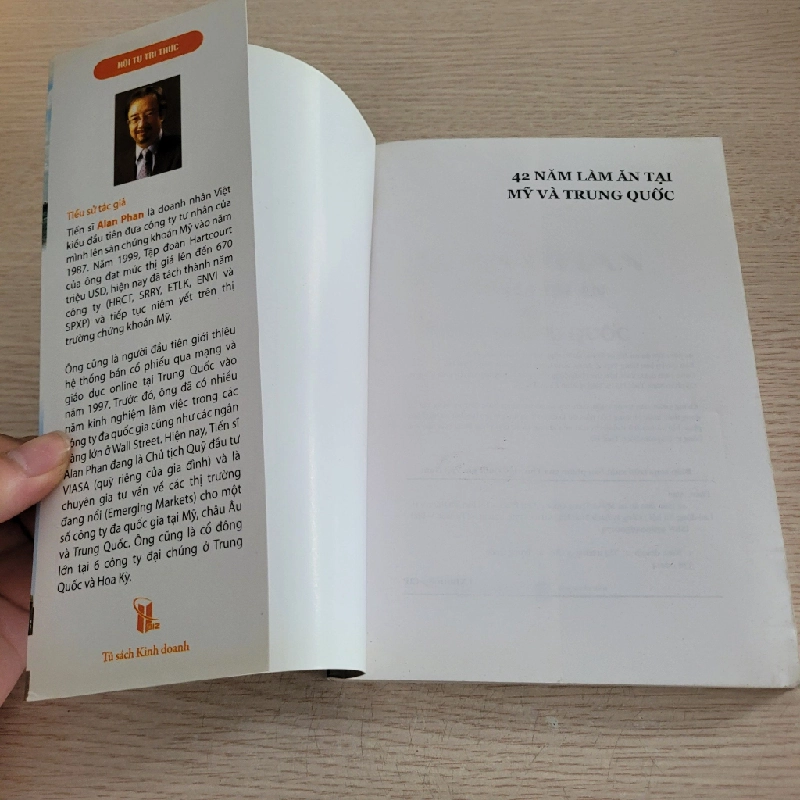 HỘI TỤ TRI THỨC
Tiểu sử tác giả
Tiến sĩ Alan Phan là doanh nhân Việt
kiều đầu tiên đưa công ty tư nhân của
mình lên sàn chứng khoán Mỹ vào năm
1987. Năm 1999, Tập đoàn Hartcourt
của ông đạt mức thị giá lên đến 670
triệu USD, hiện nay đã tách thành năm
công ty (HRCT, SRRY, ETLK, ENVI và
SPXP) và tiếp tục niêm yết trên thị
trường chứng khoán Mỹ.
Ông cũng là người đầu tiên giới thiệu
hệ thống bán cổ phiếu qua mạng và
giáo dục online tại Trung Quốc vào
năm 1997. Trước đó, ông đã có nhiều
năm kinh nghiệm làm việc trong các
công ty đa quốc gia cũng như các ngân
hàng lớn ở Wall Street. Hiện nay, Tiến sĩ
Alan Phan đang là Chủ tịch Quỹ đầu tư
VIASA (quỹ riêng của gia đình) và là
chuyên gia tư vấn về các thị trường
đang nổi (Emerging Markets) cho một
số công ty đa quốc gia tại Mỹ, châu Âu
và Trung Quốc. Ông cũng là cổ đông
lớn tại 6 công ty đại chúng ở Trung
Quốc và Hoa Kỳ.
Tủ sách Kinh doanh
42 NĂM LÀM ĂN TẠI
MỸ VÀ TRUNG QUỐC